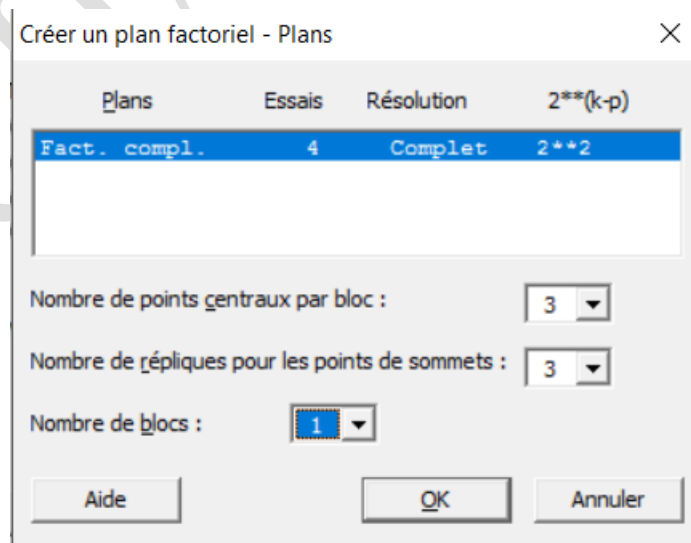 Créer un plan factoriel - Plans
Plans Essais Résolution 2**(k-p)
Fact. compl. 4 Complet 2**2
Nombre de points centraux par bloc : 3
Nombre de répliques pour les points de sommets : 3
Nombre de blocs : 1
Aide OK Annuler